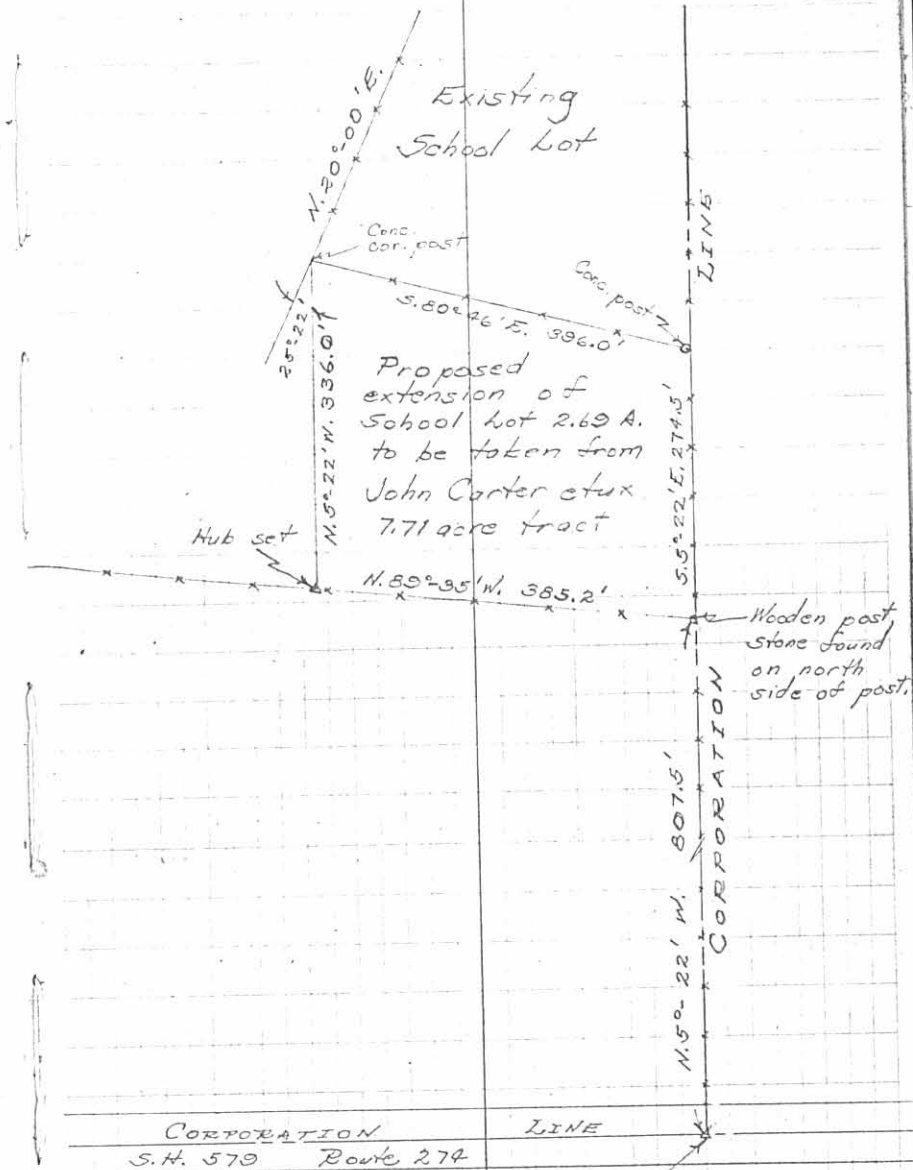 Existing
School Lot
N. 20°-00' E.
LINE
Conc.
cor. post
Conc. post
S. 80°-46' E. 396.0'
25°-22'
N. 5°-22' W. 336.0'
Proposed
extension of
School Lot 2.69 A.
to be taken from
John Carter etux
7.71 acre tract
S. 5°-22' E. 274.5'
Hub set
N. 89°-35' W. 385.2'
Wooden post,
stone found
on north
side of post.
N. 5°-22' W. 807.5'
CORPORATION
CORPORATION LINE
S.H. 579 Route 274